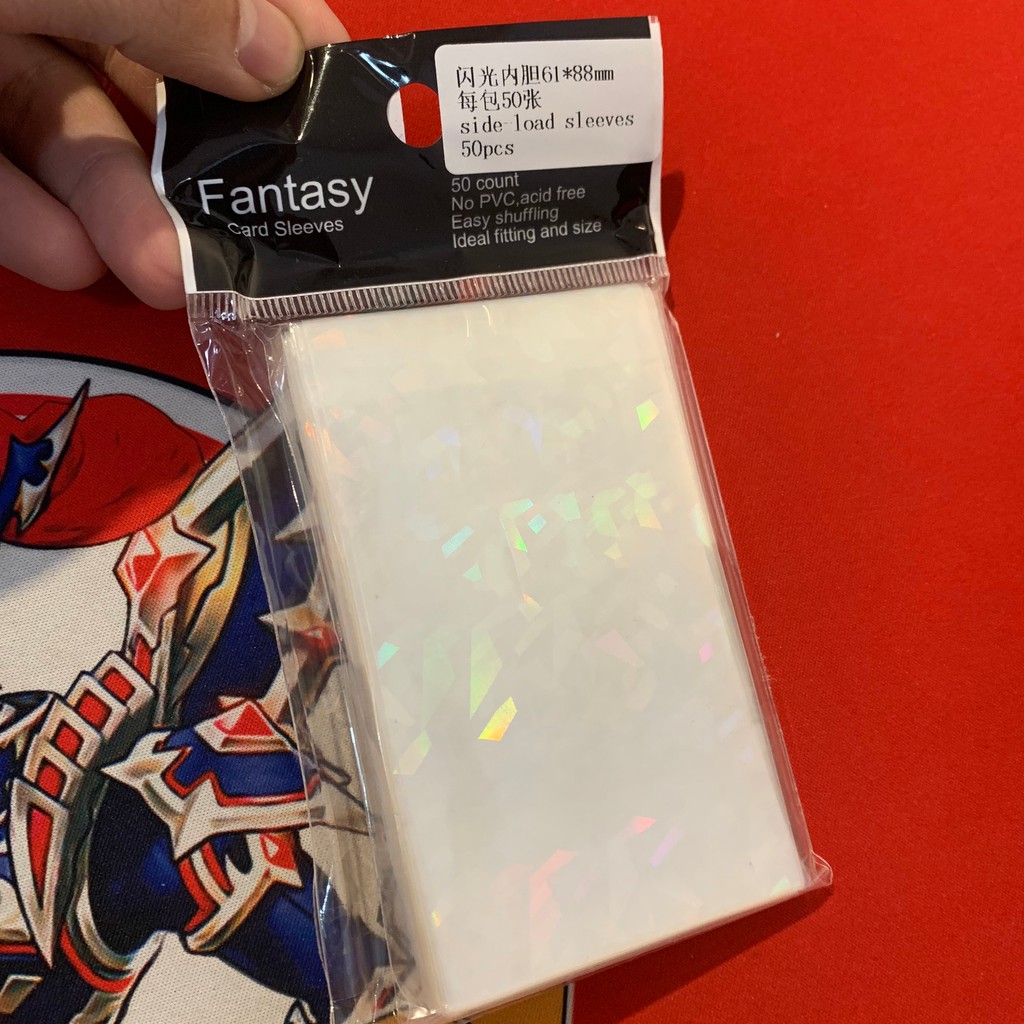 闪光内胆61*88mm
每包50张
side-load sleeves
50pcs
Fantasy
Card Sleeves
50 count
No PVC,acid free
Easy shuffling
Ideal fitting and size